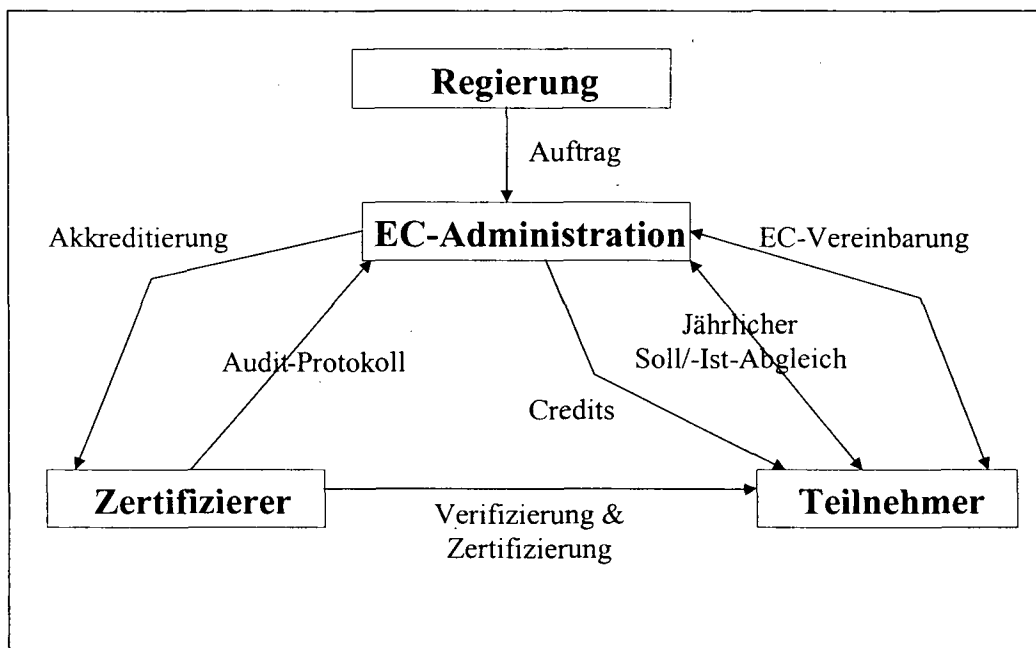 Regierung
Auftrag
EC-Administration
Akkreditierung
EC-Vereinbarung
Jährlicher
Soll/-Ist-Abgleich
Audit-Protokoll
Credits
Zertifizierer
Teilnehmer
Verifizierung &
Zertifizierung